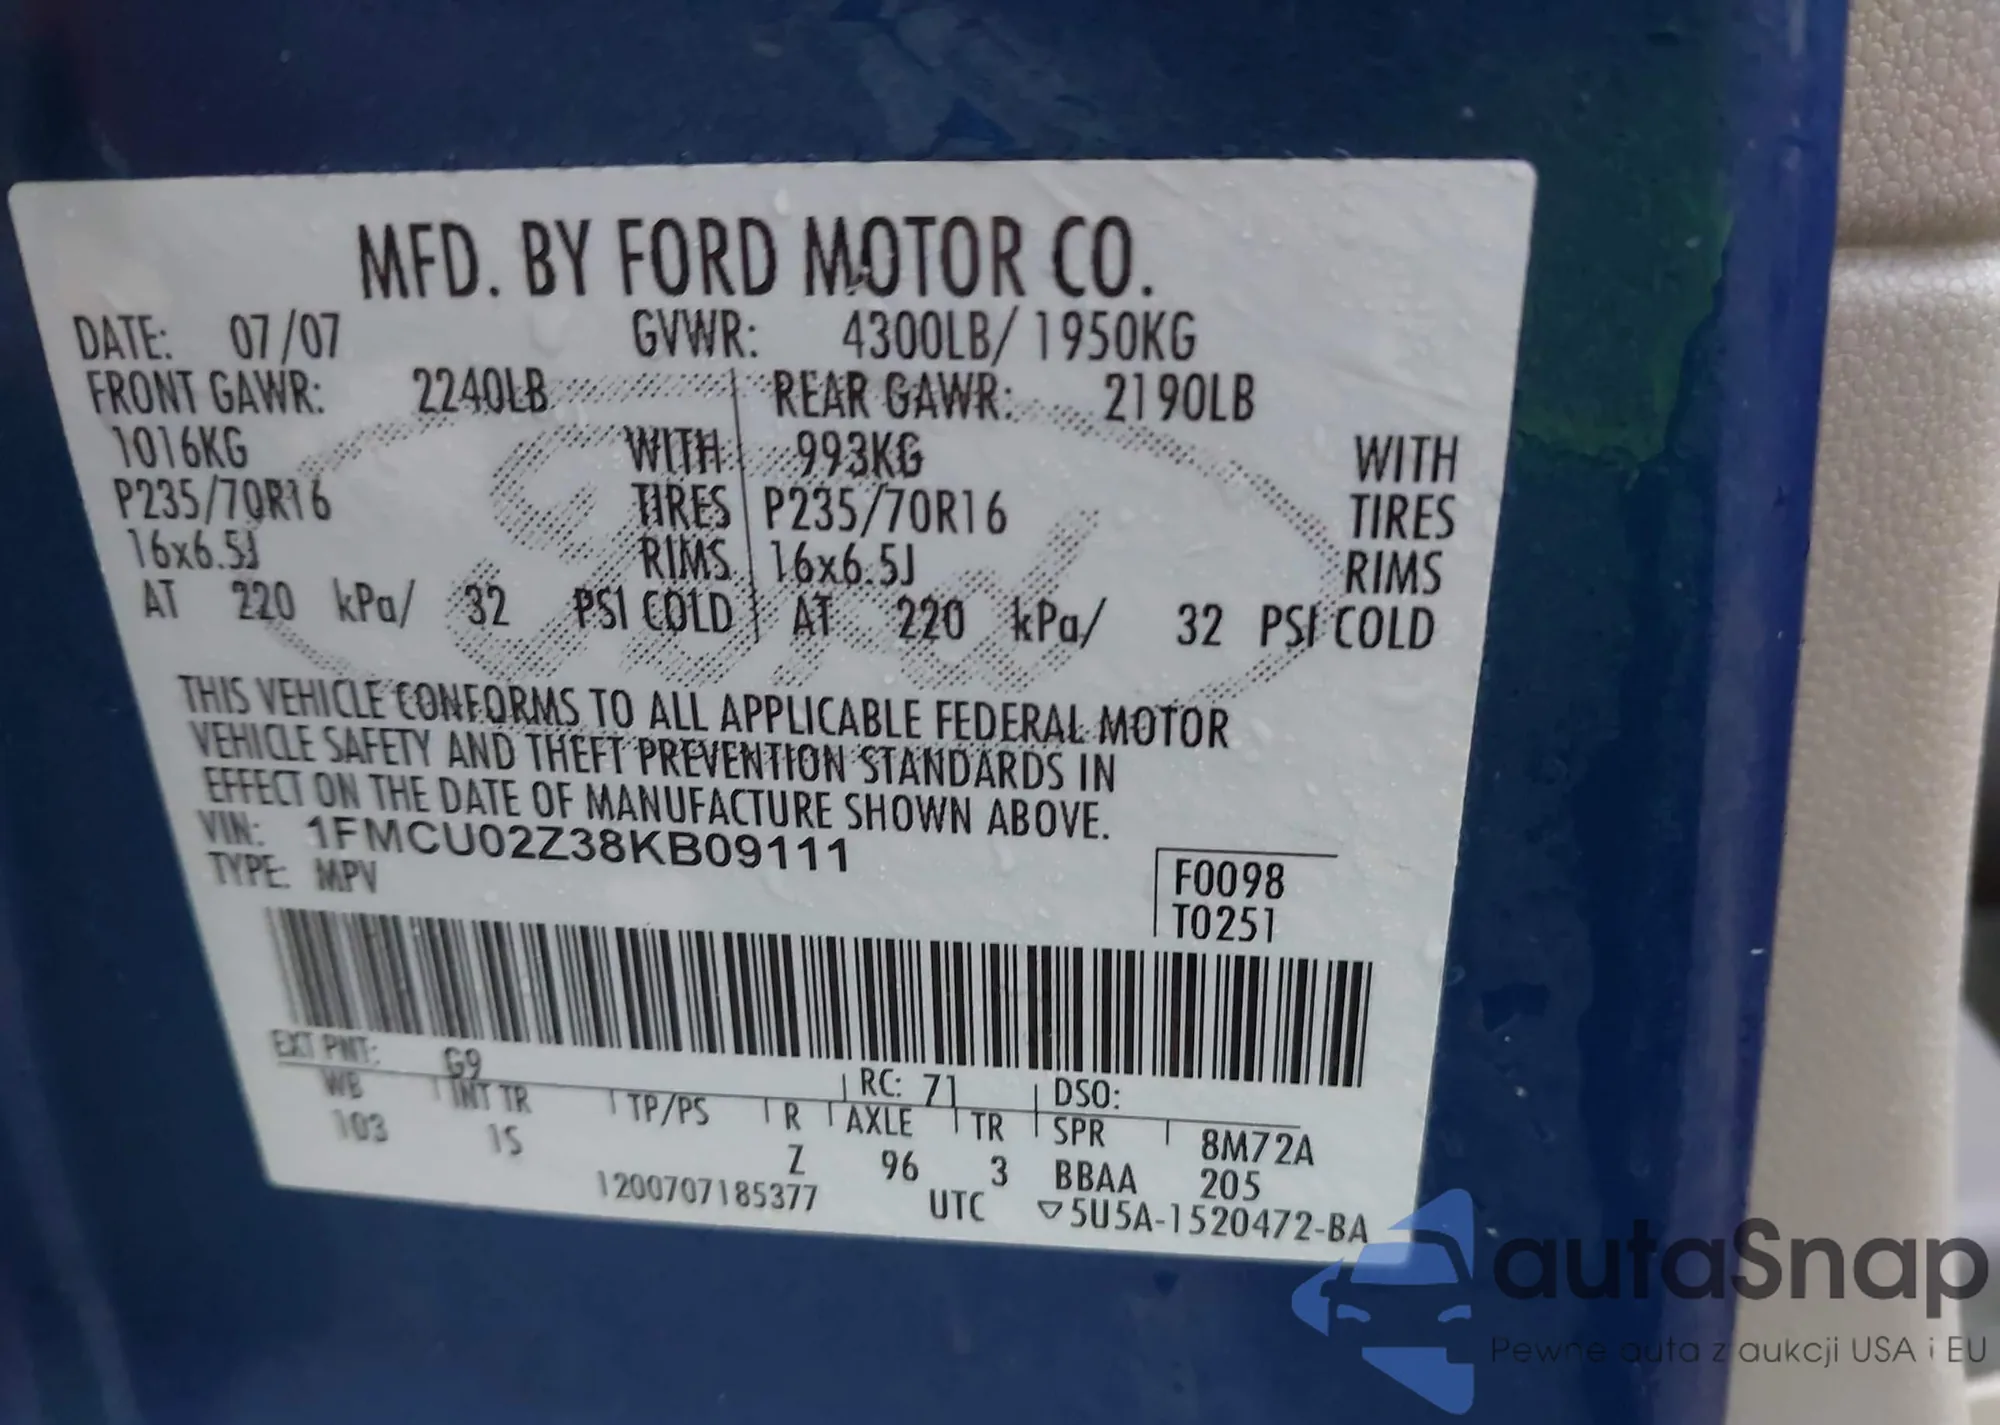 MFD. BY FORD MOTOR CO.
DATE: 07/07 GVWR: 4300LB/ 1950KG
FRONT GAWR: 2240LB REAR GAWR: 2190LB
1016KG WITH 993KG WITH
P235/70R16 TIRES P235/70R16 TIRES
16x6.5J RIMS 16x6.5J RIMS
AT 220 kPa/ 32 PSI COLD AT 220 kPa/ 32 PSI COLD
THIS VEHICLE CONFORMS TO ALL APPLICABLE FEDERAL MOTOR
VEHICLE SAFETY AND THEFT PREVENTION STANDARDS IN
EFFECT ON THE DATE OF MANUFACTURE SHOWN ABOVE.
VIN: 1FMCU02Z38KB09111
TYPE: MPV
F0098
T0251
EXT PNT: G9 RC: 71 DSO:
WB INT TR TP/PS R AXLE TR SPR 8M72A
103 1S Z 96 3 BBAA 205
1200707185377 UTC ▽5U5A-1520472-BA
autaSnap
Pewne auta z aukcji USA i EU